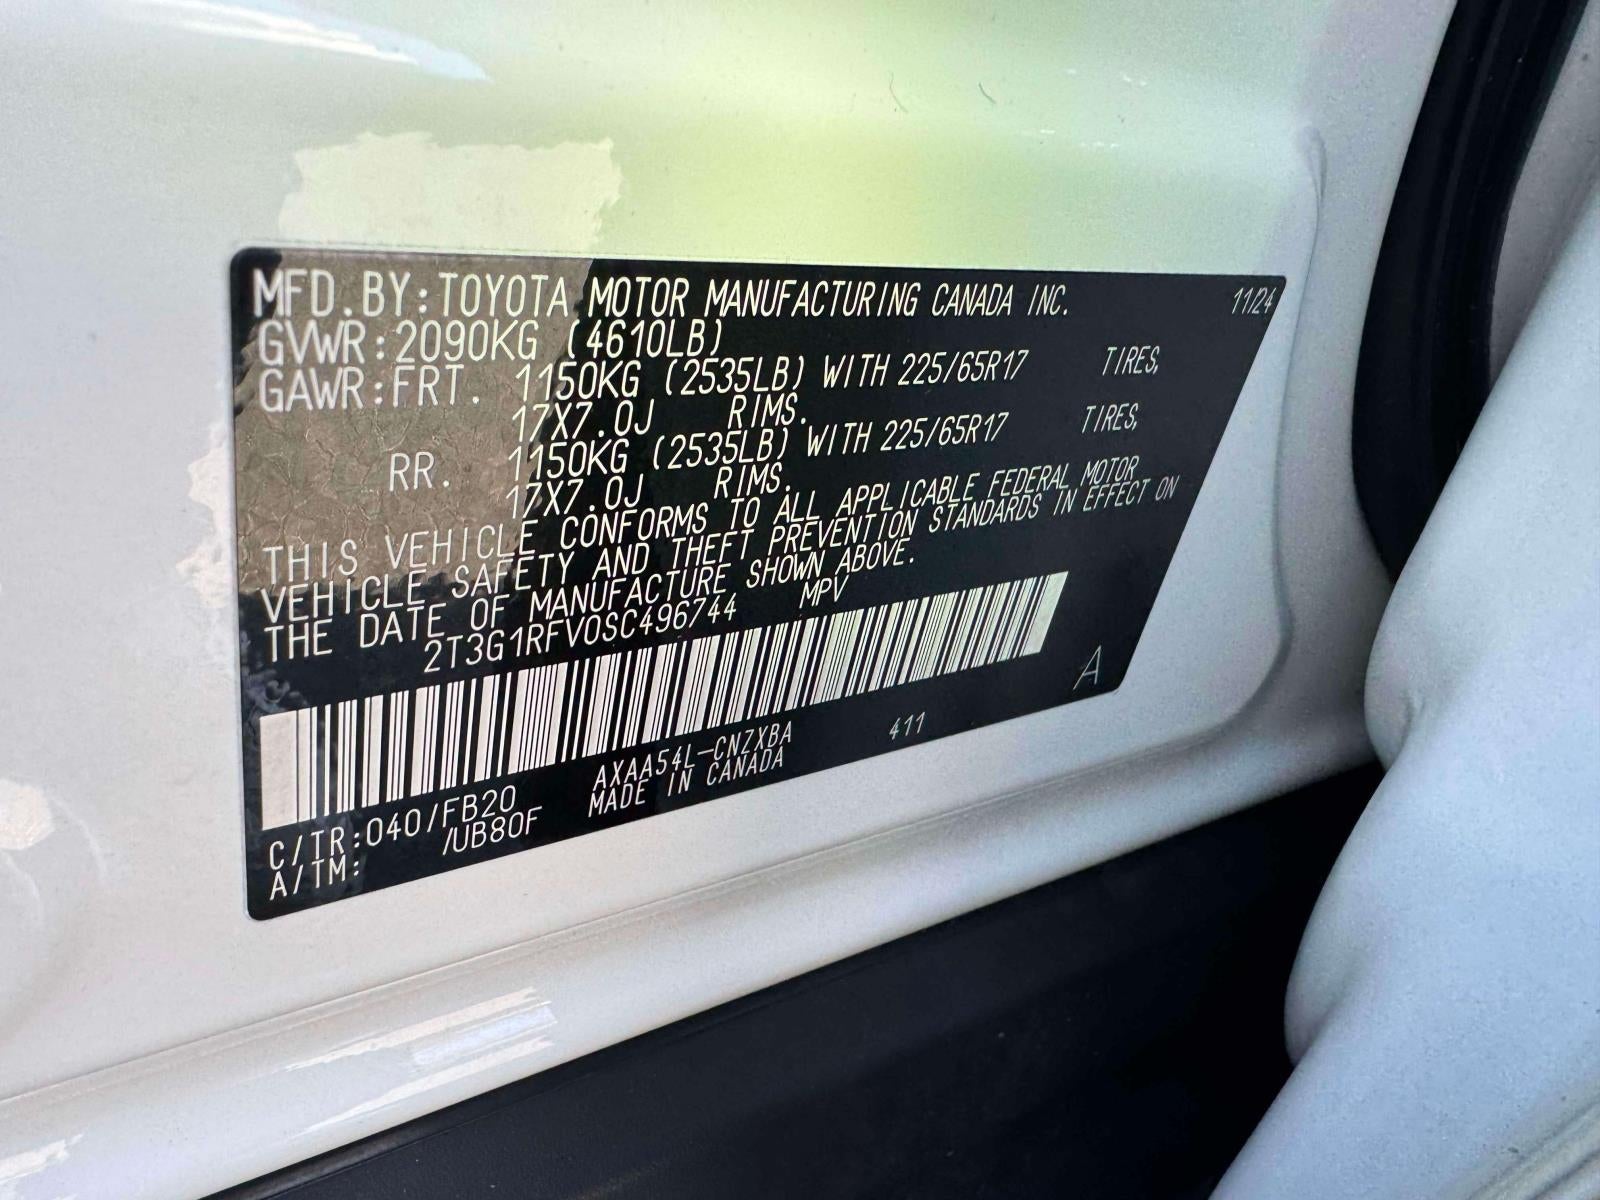 MFD.BY:TOYOTA MOTOR MANUFACTURING CANADA INC. 11/24
GVWR:2090KG (4610LB)
GAWR:FRT. 1150KG (2535LB) WITH 225/65R17 TIRES,
17X7.0J RIMS.
RR. 1150KG (2535LB) WITH 225/65R17 TIRES,
17X7.0J RIMS.
THIS VEHICLE CONFORMS TO ALL APPLICABLE FEDERAL MOTOR
VEHICLE SAFETY AND THEFT PREVENTION STANDARDS IN EFFECT ON
THE DATE OF MANUFACTURE SHOWN ABOVE.
2T3G1RFV0SC496744 MPV
A
C/TR:040/FB20 AXAA54L-CNZXBA 411
A/TM: /UB80F MADE IN CANADA